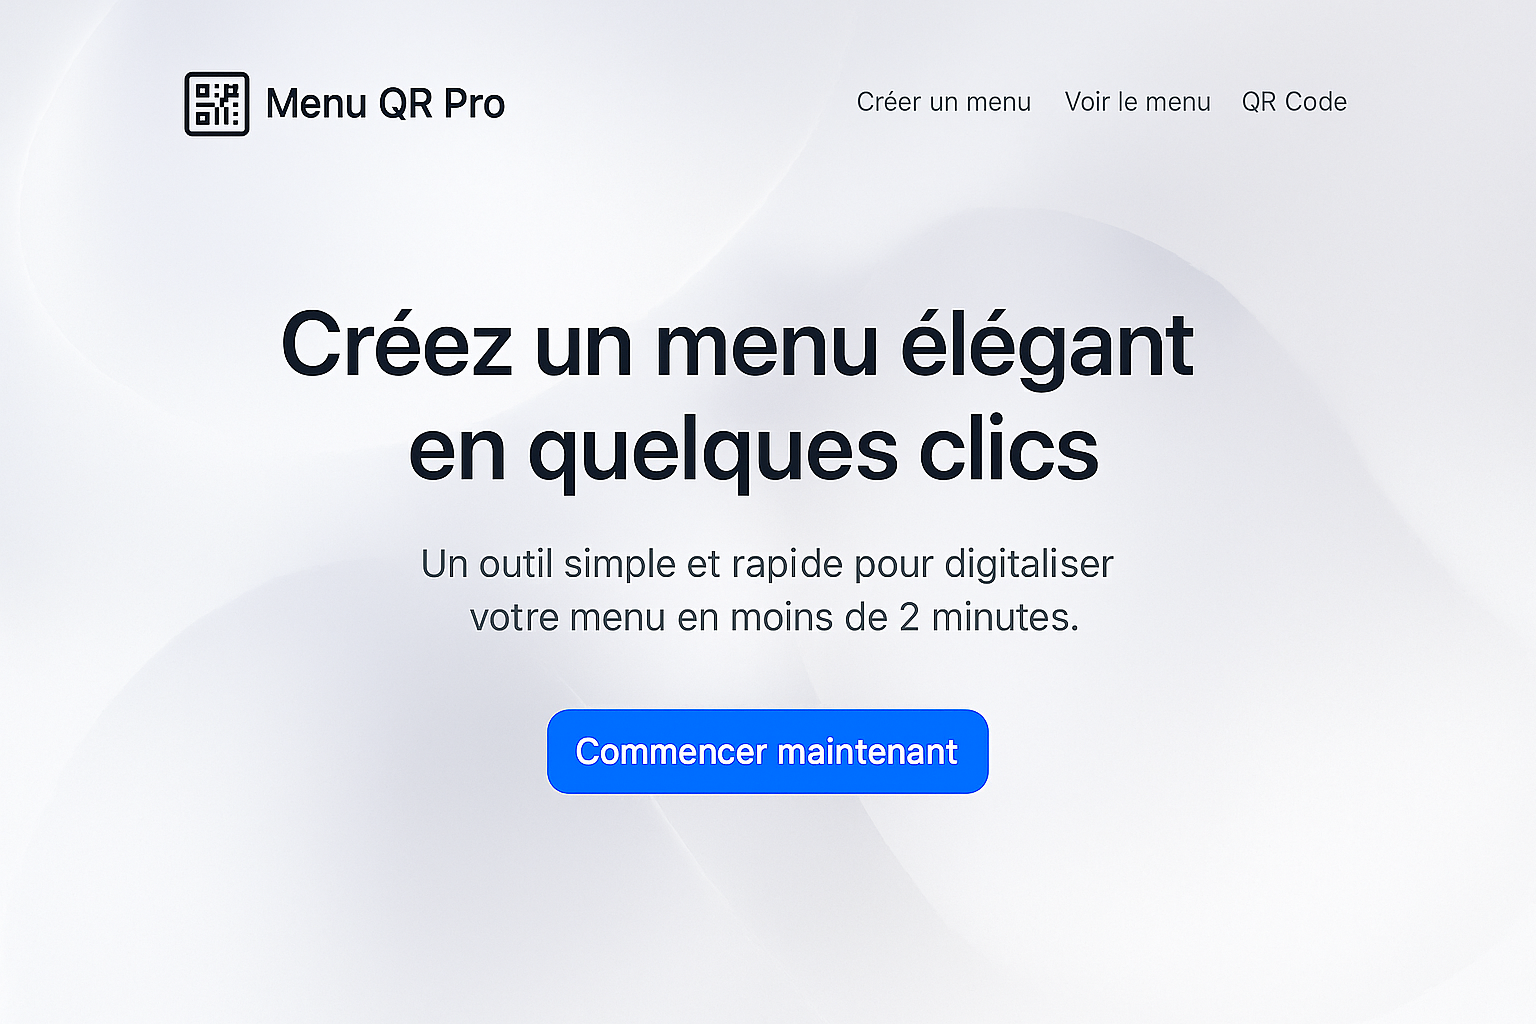 Menu QR Pro
Créer un menu
Voir le menu
QR Code
Créez un menu élégant
en quelques clics
Un outil simple et rapide pour digitaliser
votre menu en moins de 2 minutes.
Commencer maintenant